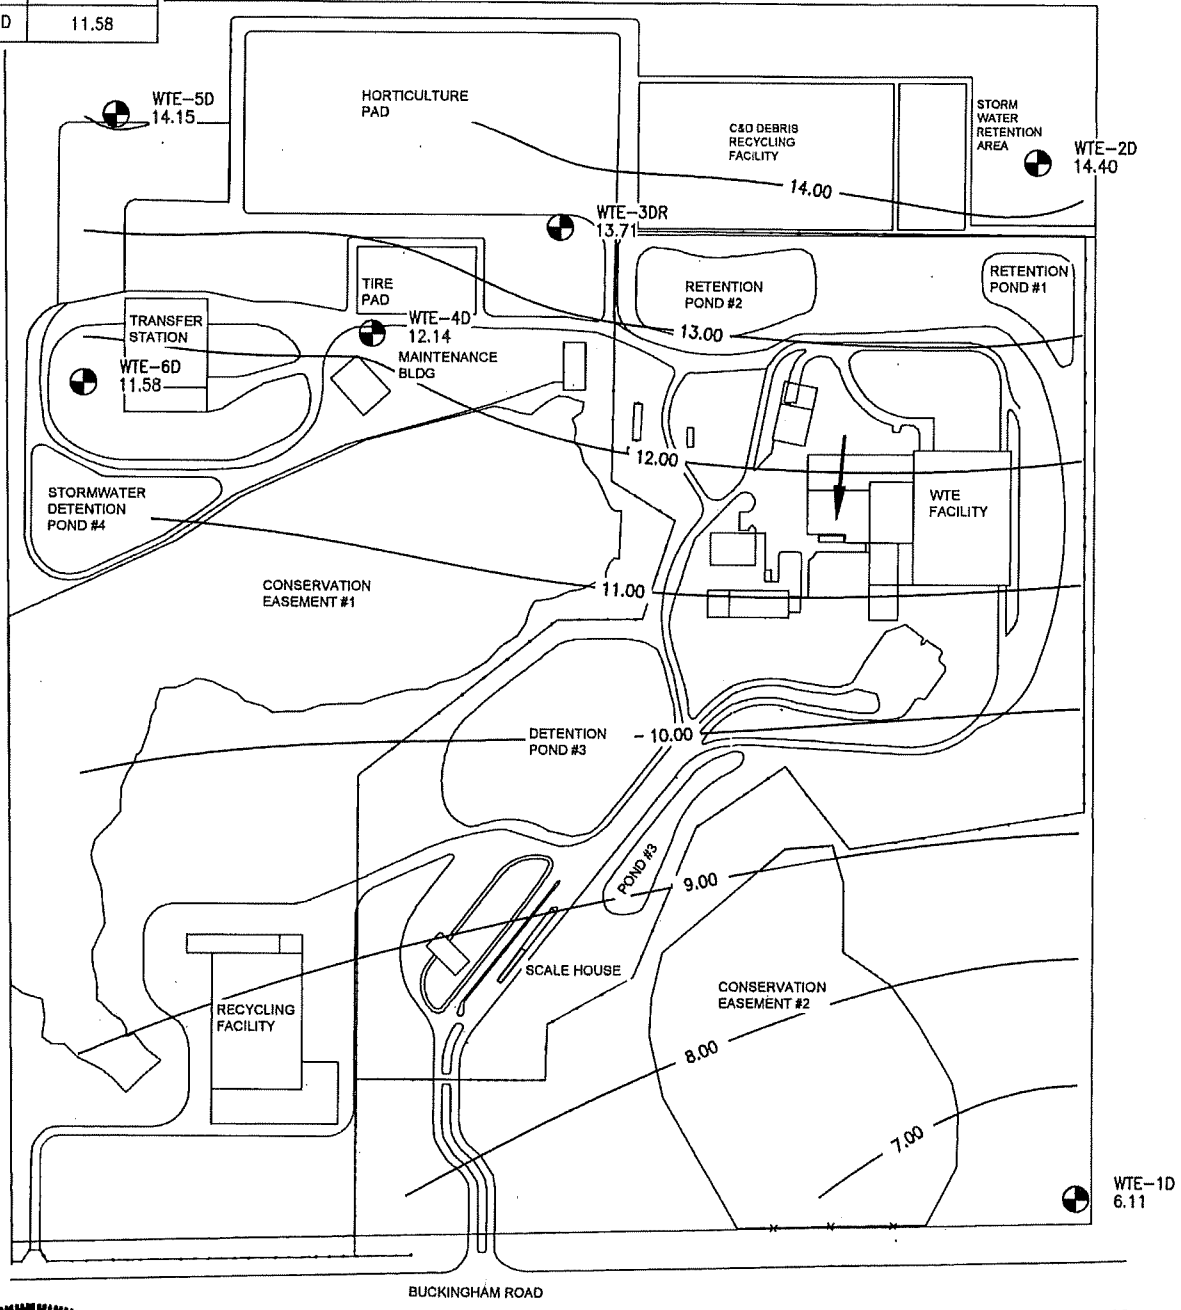 D 11.58
WTE-5D
14.15
HORTICULTURE
PAD
C&D DEBRIS
RECYCLING
FACILITY
STORM
WATER
RETENTION
AREA
WTE-2D
14.40
14.00
WTE-3DR
13.71
TIRE
PAD
RETENTION
POND #2
RETENTION
POND #1
TRANSFER
STATION
WTE-4D
12.14
13.00
MAINTENANCE
BLDG
WTE-6D
11.58
12.00
STORMWATER
DETENTION
POND #4
WTE
FACILITY
CONSERVATION
EASEMENT #1
11.00
DETENTION
POND #3
10.00
POND #3
9.00
SCALE HOUSE
CONSERVATION
EASEMENT #2
RECYCLING
FACILITY
8.00
7.00
WTE-1D
6.11
BUCKINGHAM ROAD